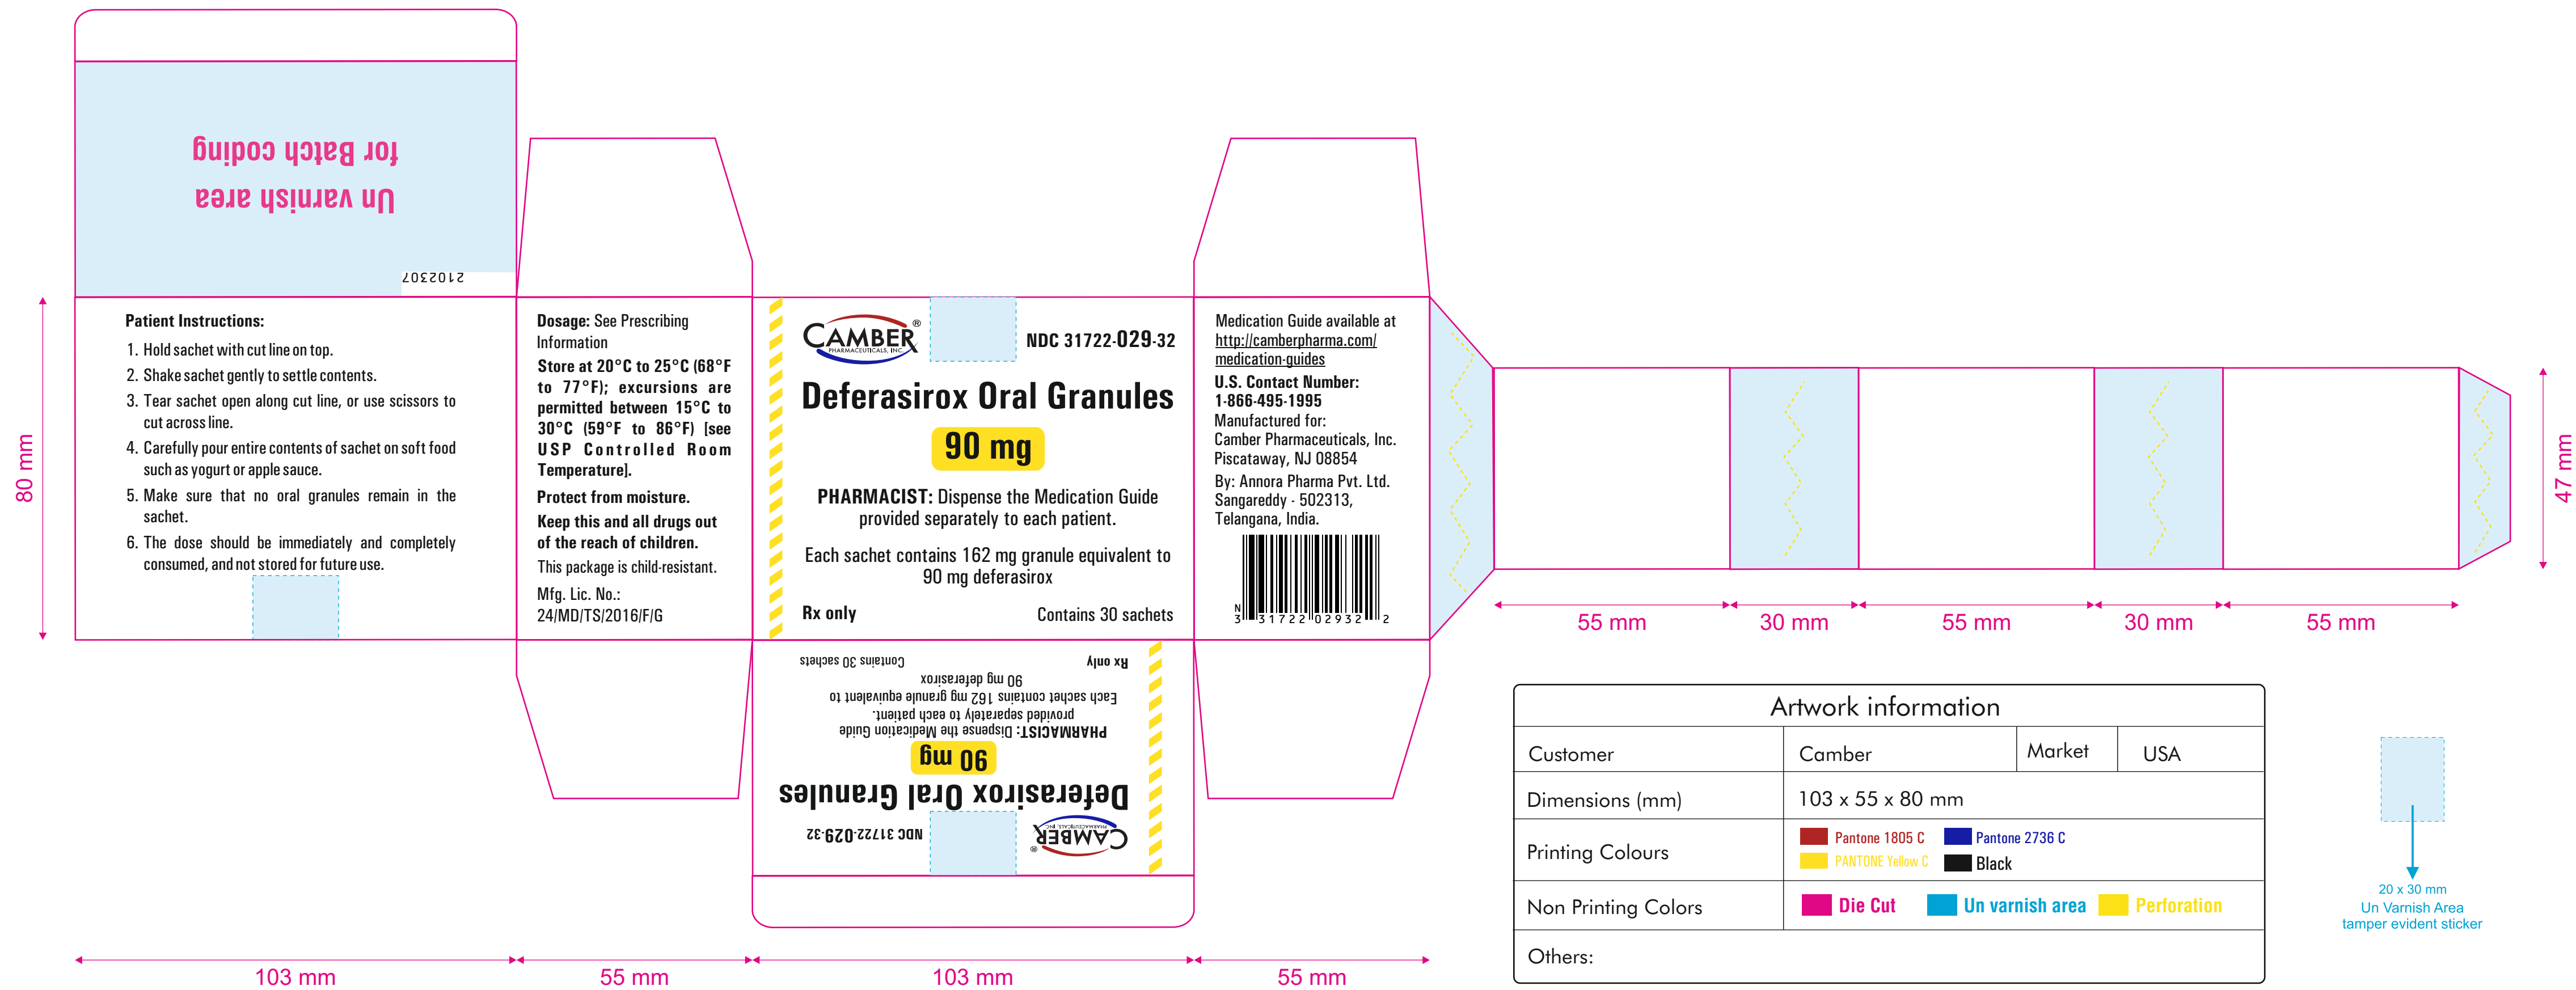 Un varnish area
for Batch coding
2102307
Patient Instructions:
1. Hold sachet with cut line on top.
2. Shake sachet gently to settle contents.
3. Tear sachet open along cut line, or use scissors to
cut across line.
4. Carefully pour entire contents of sachet on soft food
such as yogurt or apple sauce.
5. Make sure that no oral granules remain in the
sachet.
6. The dose should be immediately and completely
consumed, and not stored for future use.
Dosage: See Prescribing
Information
Store at 20°C to 25°C (68°F
to 77°F); excursions are
permitted between 15°C to
30°C (59°F to 86°F) [see
USP Controlled Room
Temperature].
Protect from moisture.
Keep this and all drugs out
of the reach of children.
This package is child-resistant.
Mfg. Lic. No.:
24/MD/TS/2016/F/G
CAMBER®
PHARMACEUTICALS, INC.
NDC 31722-029-32
Deferasirox Oral Granules
90 mg
PHARMACIST: Dispense the Medication Guide
provided separately to each patient.
Each sachet contains 162 mg granule equivalent to
90 mg deferasirox
Rx only
Contains 30 sachets
Medication Guide available at
http://camberpharma.com/
medication-guides
U.S. Contact Number:
1-866-495-1995
Manufactured for:
Camber Pharmaceuticals, Inc.
Piscataway, NJ 08854
By: Annora Pharma Pvt. Ltd.
Sangareddy - 502313,
Telangana, India.
N
3 31722 02932 2
CAMBER®
PHARMACEUTICALS, INC.
NDC 31722-029-32
Deferasirox Oral Granules
90 mg
PHARMACIST: Dispense the Medication Guide
provided separately to each patient.
Each sachet contains 162 mg granule equivalent to
90 mg deferasirox
Rx only
Contains 30 sachets
80 mm
103 mm
55 mm
103 mm
55 mm
55 mm
30 mm
55 mm
30 mm
55 mm
47 mm
Artwork information
Customer
Camber
Market
USA
Dimensions (mm)
103 x 55 x 80 mm
Printing Colours
Pantone 1805 C
Pantone 2736 C
PANTONE Yellow C
Black
Non Printing Colors
Die Cut
Un varnish area
Perforation
Others:
20 x 30 mm
Un Varnish Area
tamper evident sticker